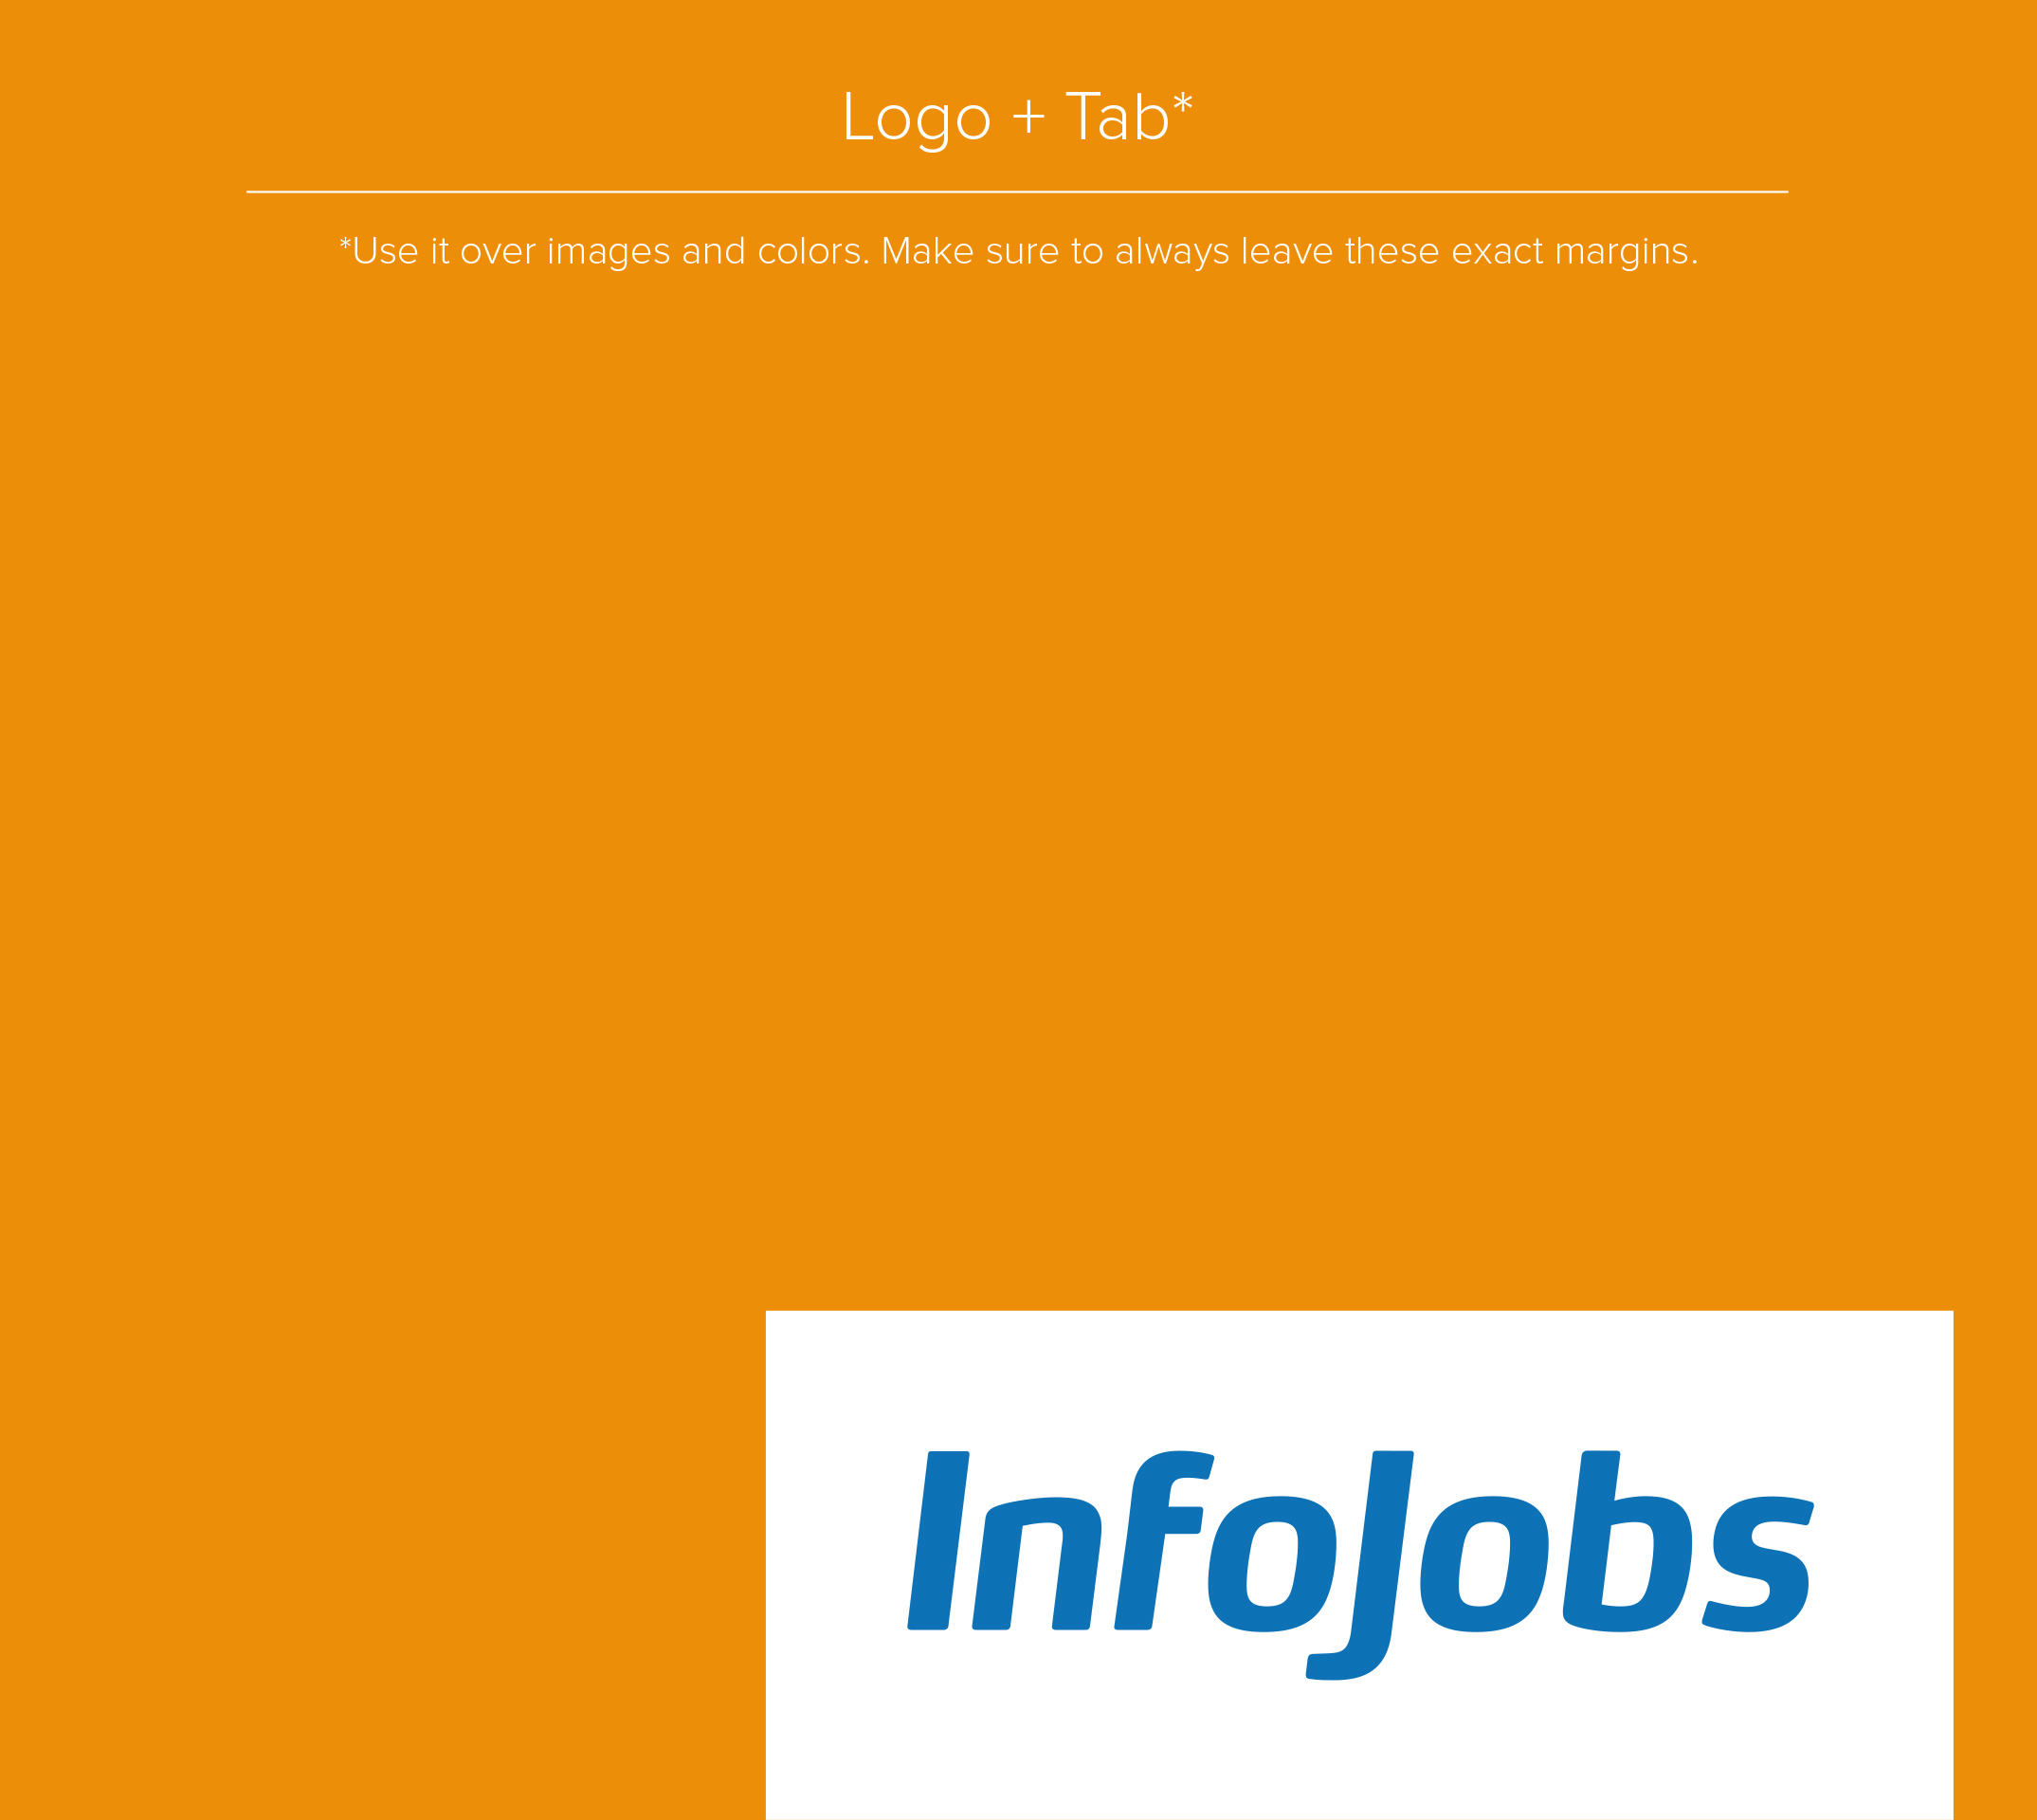 Logo + Tab*
*Use it over images and colors. Make sure to always leave these exact margins.
InfoJobs